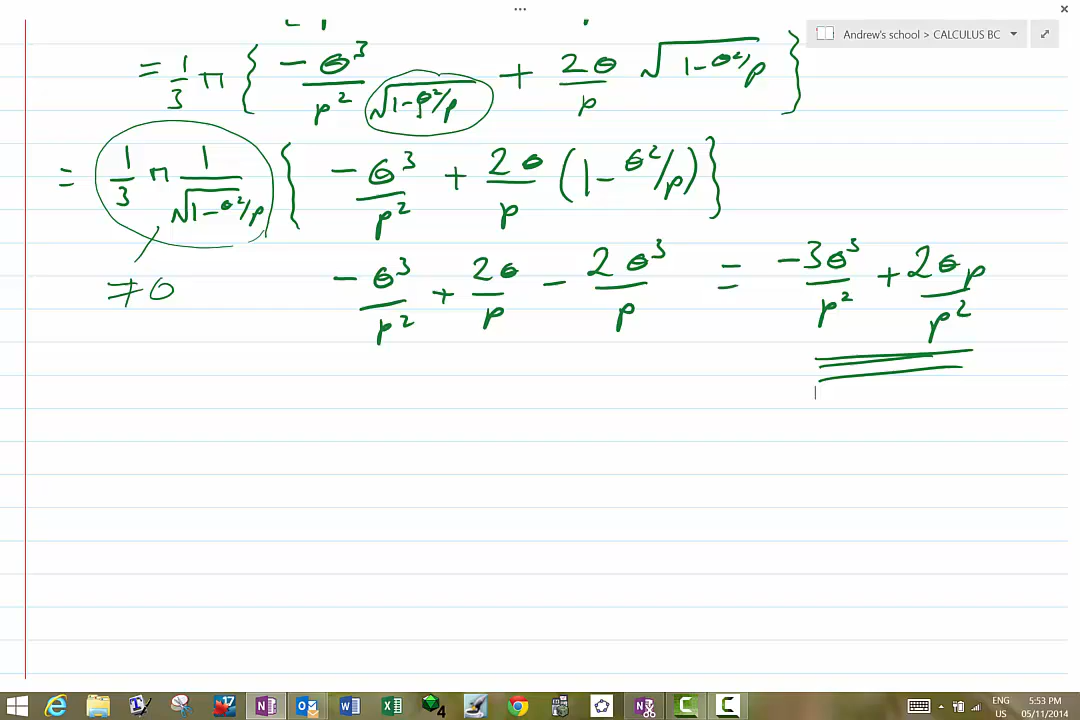 ...
Andrew's school > CALCULUS BC
= 1/3 π { -θ³/(p² √(1-θ²/p)) + 2θ/p √(1-θ²/p) }
= 1/3 π 1/√(1-θ²/p) { -θ³/p² + 2θ/p (1-θ²/p) }
≠0 -θ³/p² + 2θ/p - 2θ³/p = -3θ³/p² + 2θp/p²
ENG 5:53 PM
US 05/11/2014